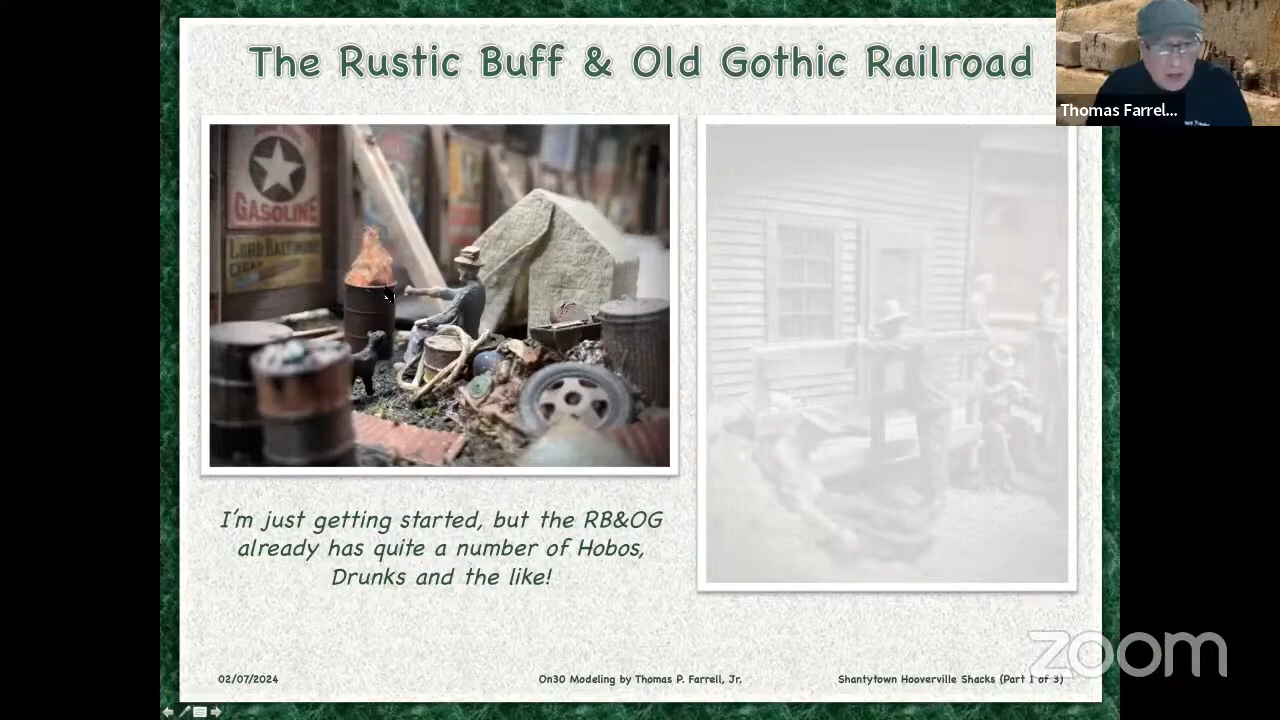 The Rustic Buff & Old Gothic Railroad
Thomas Farrel...
GASOLINE
LORD BALTIMORE
I'm just getting started, but the RB&OG
already has quite a number of Hobos,
Drunks and the like!
zoom
02/07/2024
On30 Modeling by Thomas P. Farrell, Jr.
Shantytown Hooverville Shacks (Part 1 of 3)